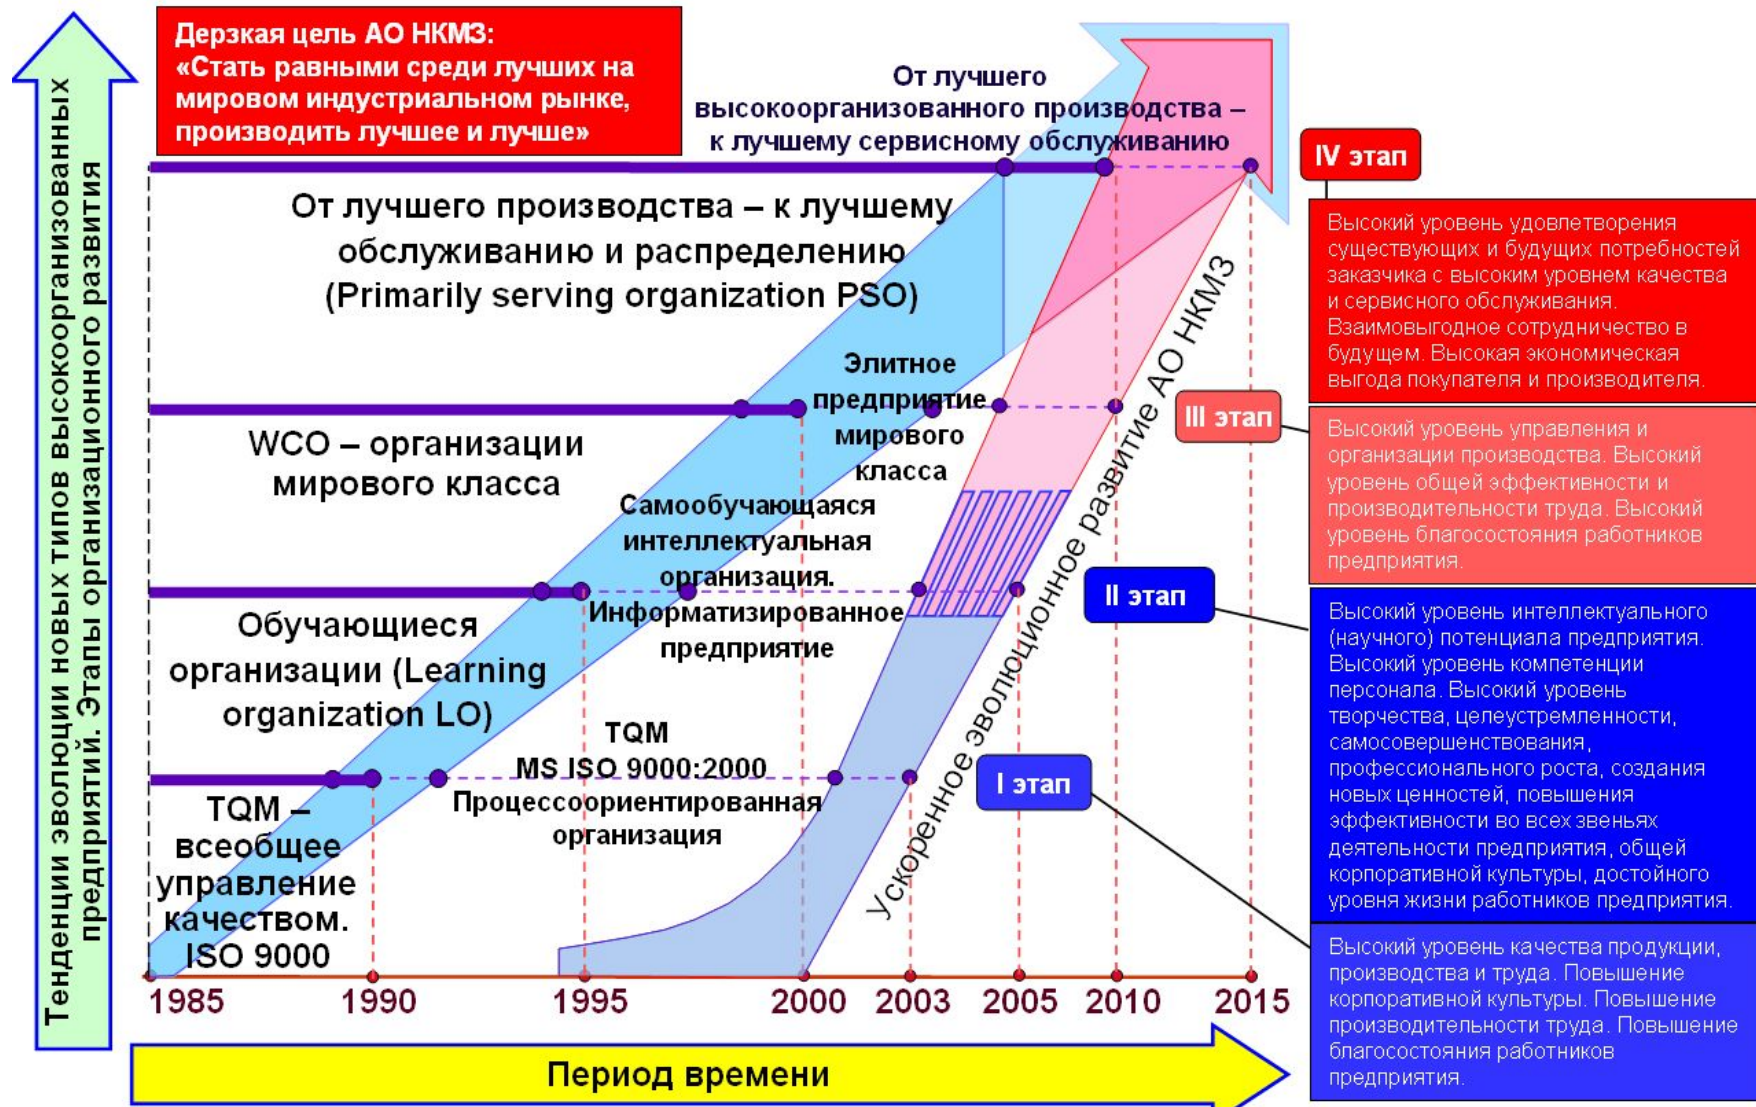 Тенденции эволюции новых типов высокоорганизованных
предприятий. Этапы организационного развития
Дерзкая цель АО НКМЗ:
«Стать равными среди лучших на
мировом индустриальном рынке,
производить лучшее и лучше»
От лучшего
высокоорганизованного производства –
к лучшему сервисному обслуживанию
От лучшего производства – к лучшему
обслуживанию и распределению
(Primarily serving organization PSO)
Элитное
предприятие
мирового
класса
WCO – организации
мирового класса
Самообучающаяся
интеллектуальная
организация.
Информатизированное
предприятие
Обучающиеся
организации (Learning
organization LO)
TQM
MS ISO 9000:2000
Процессоориентированная
организация
TQM –
всеобщее
управление
качеством.
ISO 9000
Ускоренное эволюционное развитие АО НКМЗ
IV этап
Высокий уровень удовлетворения
существующих и будущих потребностей
заказчика с высоким уровнем качества
и сервисного обслуживания.
Взаимовыгодное сотрудничество в
будущем. Высокая экономическая
выгода покупателя и производителя.
III этап
Высокий уровень управления и
организации производства. Высокий
уровень общей эффективности и
производительности труда. Высокий
уровень благосостояния работников
предприятия.
II этап
Высокий уровень интеллектуального
(научного) потенциала предприятия.
Высокий уровень компетенции
персонала. Высокий уровень
творчества, целеустремленности,
самосовершенствования,
профессионального роста, создания
новых ценностей, повышения
эффективности во всех звеньях
деятельности предприятия, общей
корпоративной культуры, достойного
уровня жизни работников предприятия.
I этап
Высокий уровень качества продукции,
производства и труда. Повышение
корпоративной культуры. Повышение
производительности труда. Повышение
благосостояния работников
предприятия.
1985 1990 1995 2000 2003 2005 2010 2015
Период времени